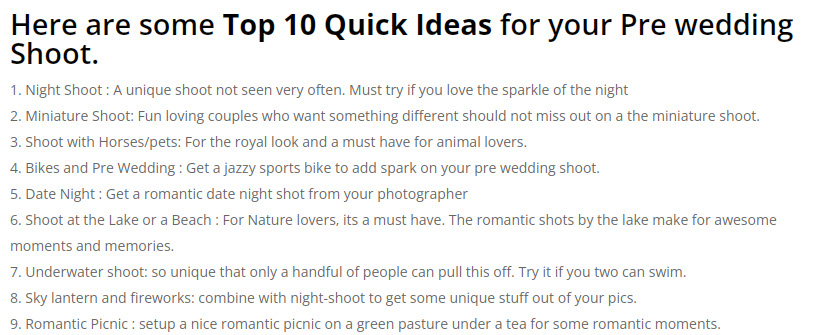 Here are some Top 10 Quick Ideas for your Pre wedding
Shoot.
1. Night Shoot : A unique shoot not seen very often. Must try if you love the sparkle of the night
2. Miniature Shoot: Fun loving couples who want something different should not miss out on a the miniature shoot.
3. Shoot with Horses/pets: For the royal look and a must have for animal lovers.
4. Bikes and Pre Wedding : Get a jazzy sports bike to add spark on your pre wedding shoot.
5. Date Night : Get a romantic date night shot from your photographer
6. Shoot at the Lake or a Beach : For Nature lovers, its a must have. The romantic shots by the lake make for awesome
moments and memories.
7. Underwater shoot: so unique that only a handful of people can pull this off. Try it if you two can swim.
8. Sky lantern and fireworks: combine with night-shoot to get some unique stuff out of your pics.
9. Romantic Picnic : setup a nice romantic picnic on a green pasture under a tea for some romantic moments.